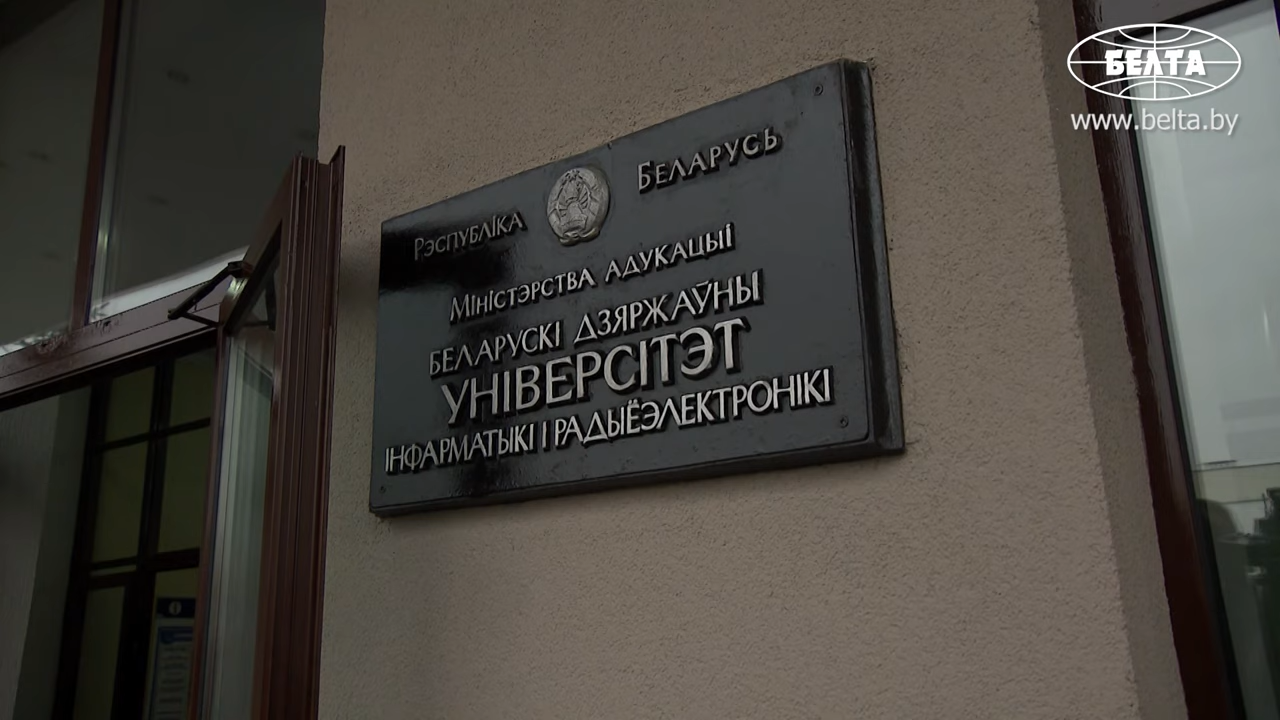 БЕЛТА
www.belta.by
Рэспубліка Беларусь
Міністэрства адукацыі
БЕЛАРУСКІ ДЗЯРЖАЎНЫ
УНІВЕРСІТЭТ
ІНФАРМАТЫКІ І РАДЫЁЭЛЕКТРОНІКІ